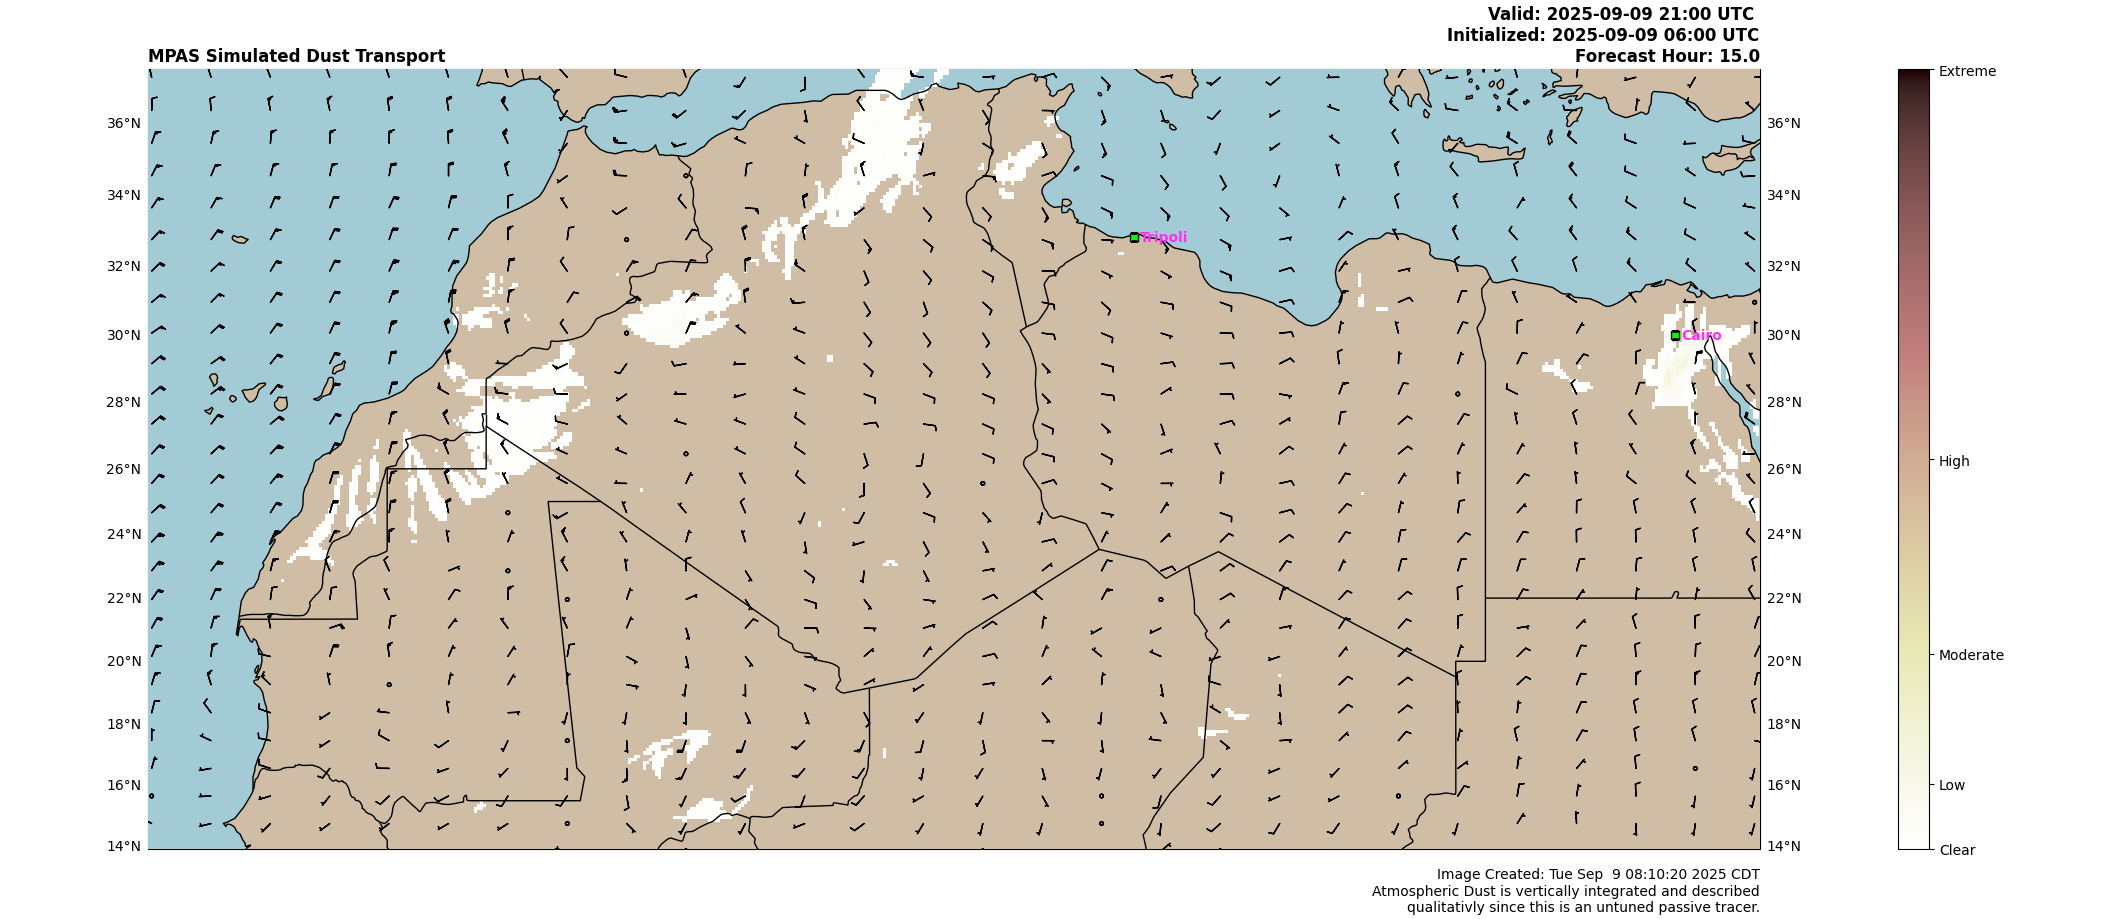 Valid: 2025-09-09 21:00 UTC
Initialized: 2025-09-09 06:00 UTC
MPAS Simulated Dust Transport
Forecast Hour: 15.0
Extreme
36°N
36°N
34°N
34°N
Tripoli
32°N
32°N
30°N
Cairo
30°N
28°N
28°N
High
26°N
26°N
24°N
24°N
22°N
22°N
20°N
20°N
Moderate
18°N
18°N
16°N
16°N
Low
14°N
14°N
Clear
Image Created: Tue Sep  9 08:10:20 2025 CDT
Atmospheric Dust is vertically integrated and described
qualitativly since this is an untuned passive tracer.